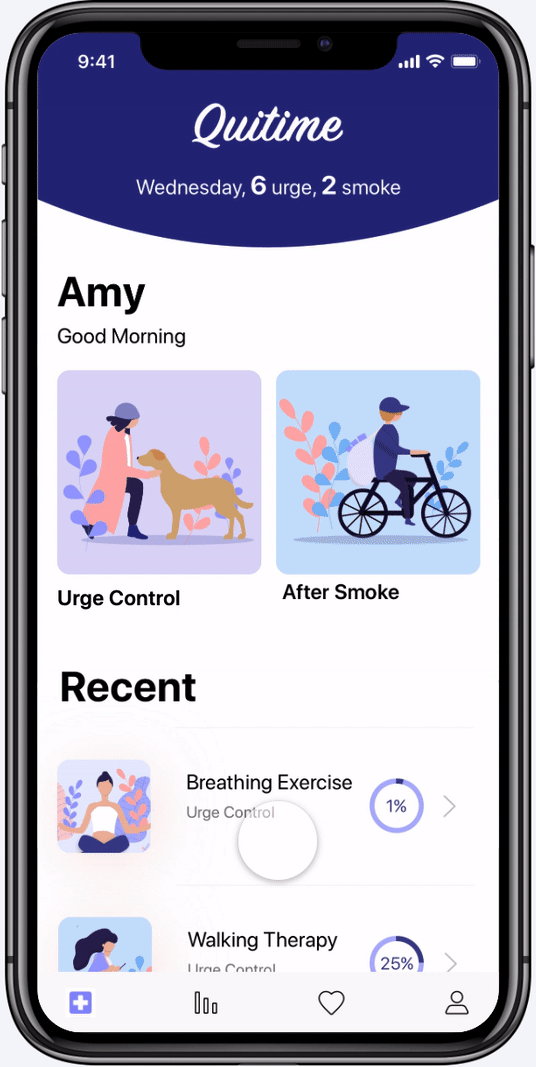 9:41
Quitime
Wednesday, 6 urge, 2 smoke
Amy
Good Morning
Urge Control
After Smoke
Recent
Breathing Exercise
Urge Control
1%
Walking Therapy
Urge Control
25%